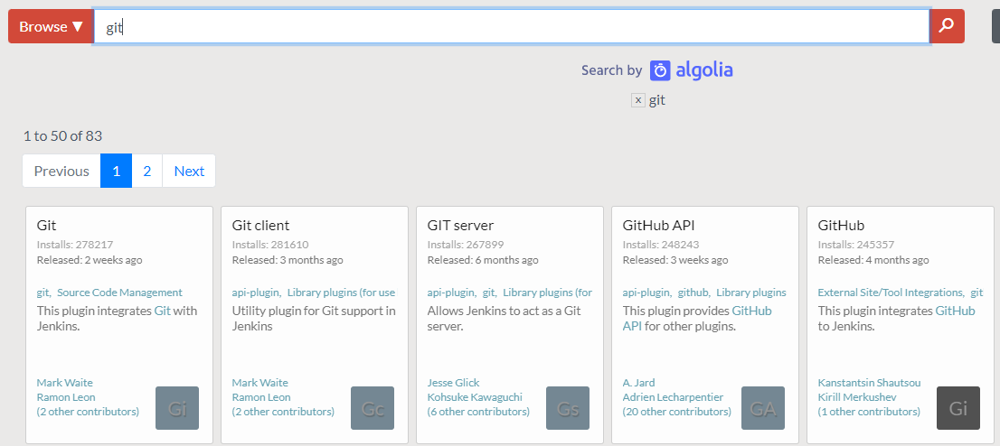 Browse ▼ git
Search by algolia
x git
1 to 50 of 83
Previous 1 2 Next
Git
Installs: 278217
Released: 2 weeks ago
git, Source Code Management
This plugin integrates Git with
Jenkins.
Mark Waite
Ramon Leon
(2 other contributors)
Gi
Git client
Installs: 281610
Released: 3 months ago
api-plugin, Library plugins (for use
Utility plugin for Git support in
Jenkins
Mark Waite
Ramon Leon
(2 other contributors)
Gc
GIT server
Installs: 267899
Released: 6 months ago
api-plugin, git, Library plugins (for
Allows Jenkins to act as a Git
server.
Jesse Glick
Kohsuke Kawaguchi
(6 other contributors)
Gs
GitHub API
Installs: 248243
Released: 3 weeks ago
api-plugin, github, Library plugins
This plugin provides GitHub
API for other plugins.
A. Jard
Adrien Lecharpentier
(20 other contributors)
GA
GitHub
Installs: 245357
Released: 4 months ago
External Site/Tool Integrations, git
This plugin integrates GitHub
to Jenkins.
Kanstantsin Shautsou
Kirill Merkushev
(1 other contributors)
Gi